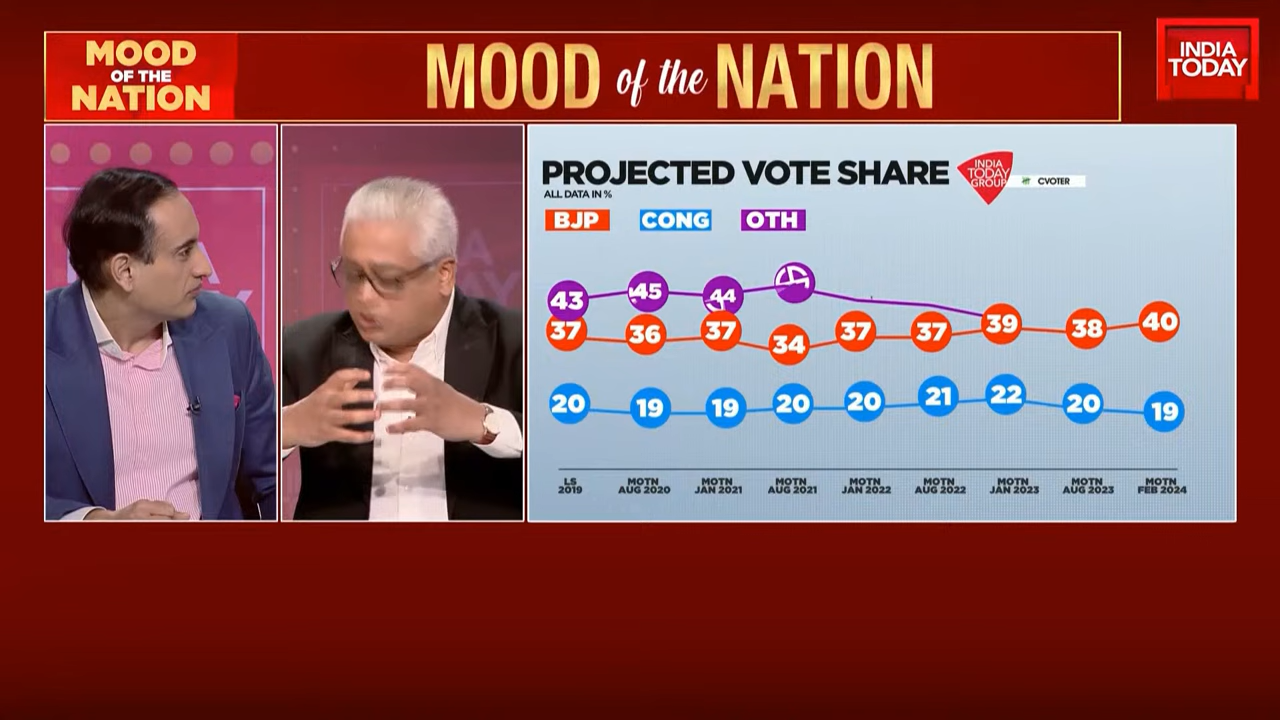 MOOD
OF THE
NATION
MOOD of the NATION
INDIA
TODAY
PROJECTED VOTE SHARE
INDIA
TODAY
GROUP
CVOTER
ALL DATA IN %
BJP CONG OTH
43 45 44
37 36 37 34 37 37 39 38 40
20 19 19 20 20 21 22 20 19
LS
2019
MOTN
AUG 2020
MOTN
JAN 2021
MOTN
AUG 2021
MOTN
JAN 2022
MOTN
AUG 2022
MOTN
JAN 2023
MOTN
AUG 2023
MOTN
FEB 2024